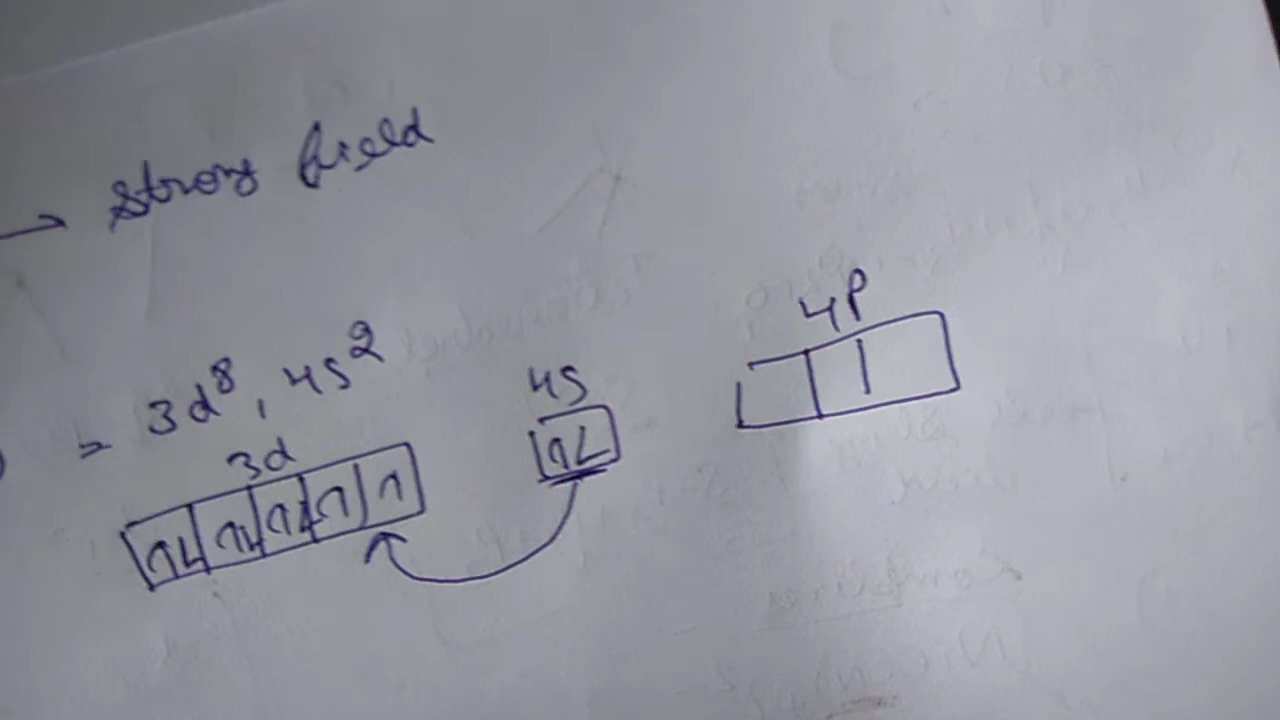 → Strong field
= 3d⁸, 4s²
3d 4s 4P